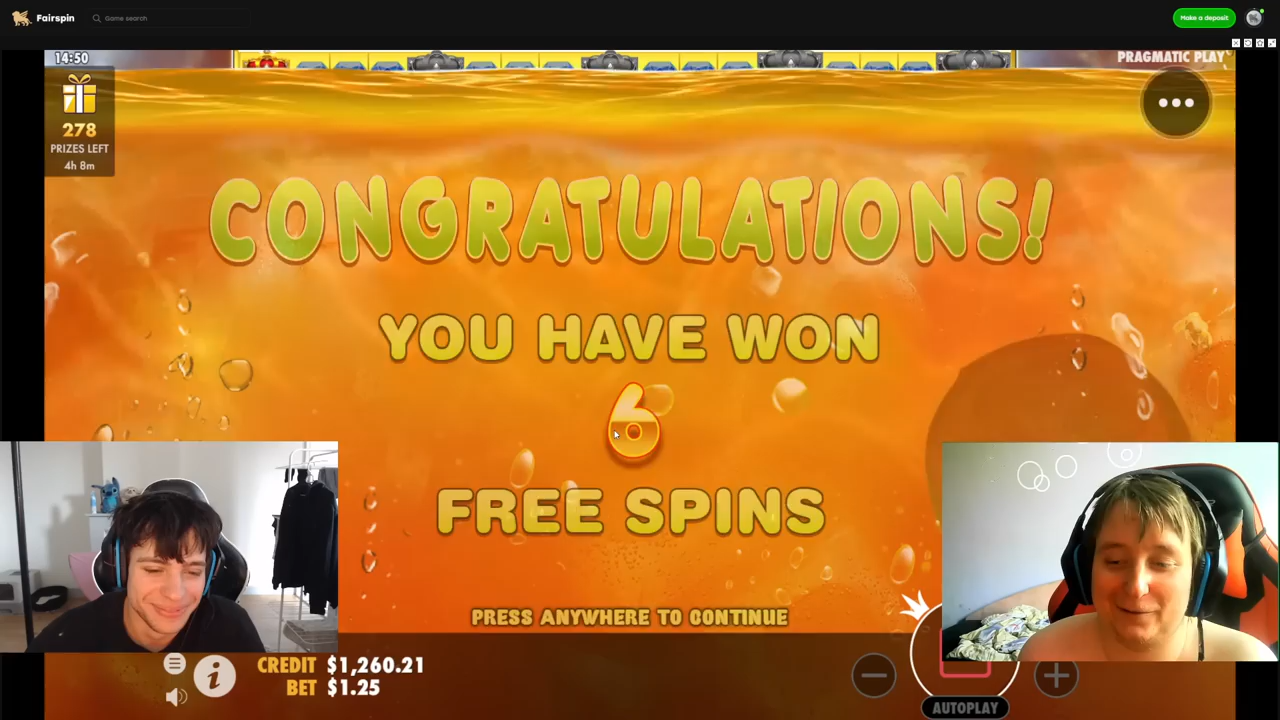 Fairspin
Game search
Make a deposit
14:50
PRAGMATIC PLAY
278
PRIZES LEFT
4h 8m
CONGRATULATIONS!
YOU HAVE WON
6
FREE SPINS
PRESS ANYWHERE TO CONTINUE
CREDIT $1,260.21
BET $1.25
AUTOPLAY